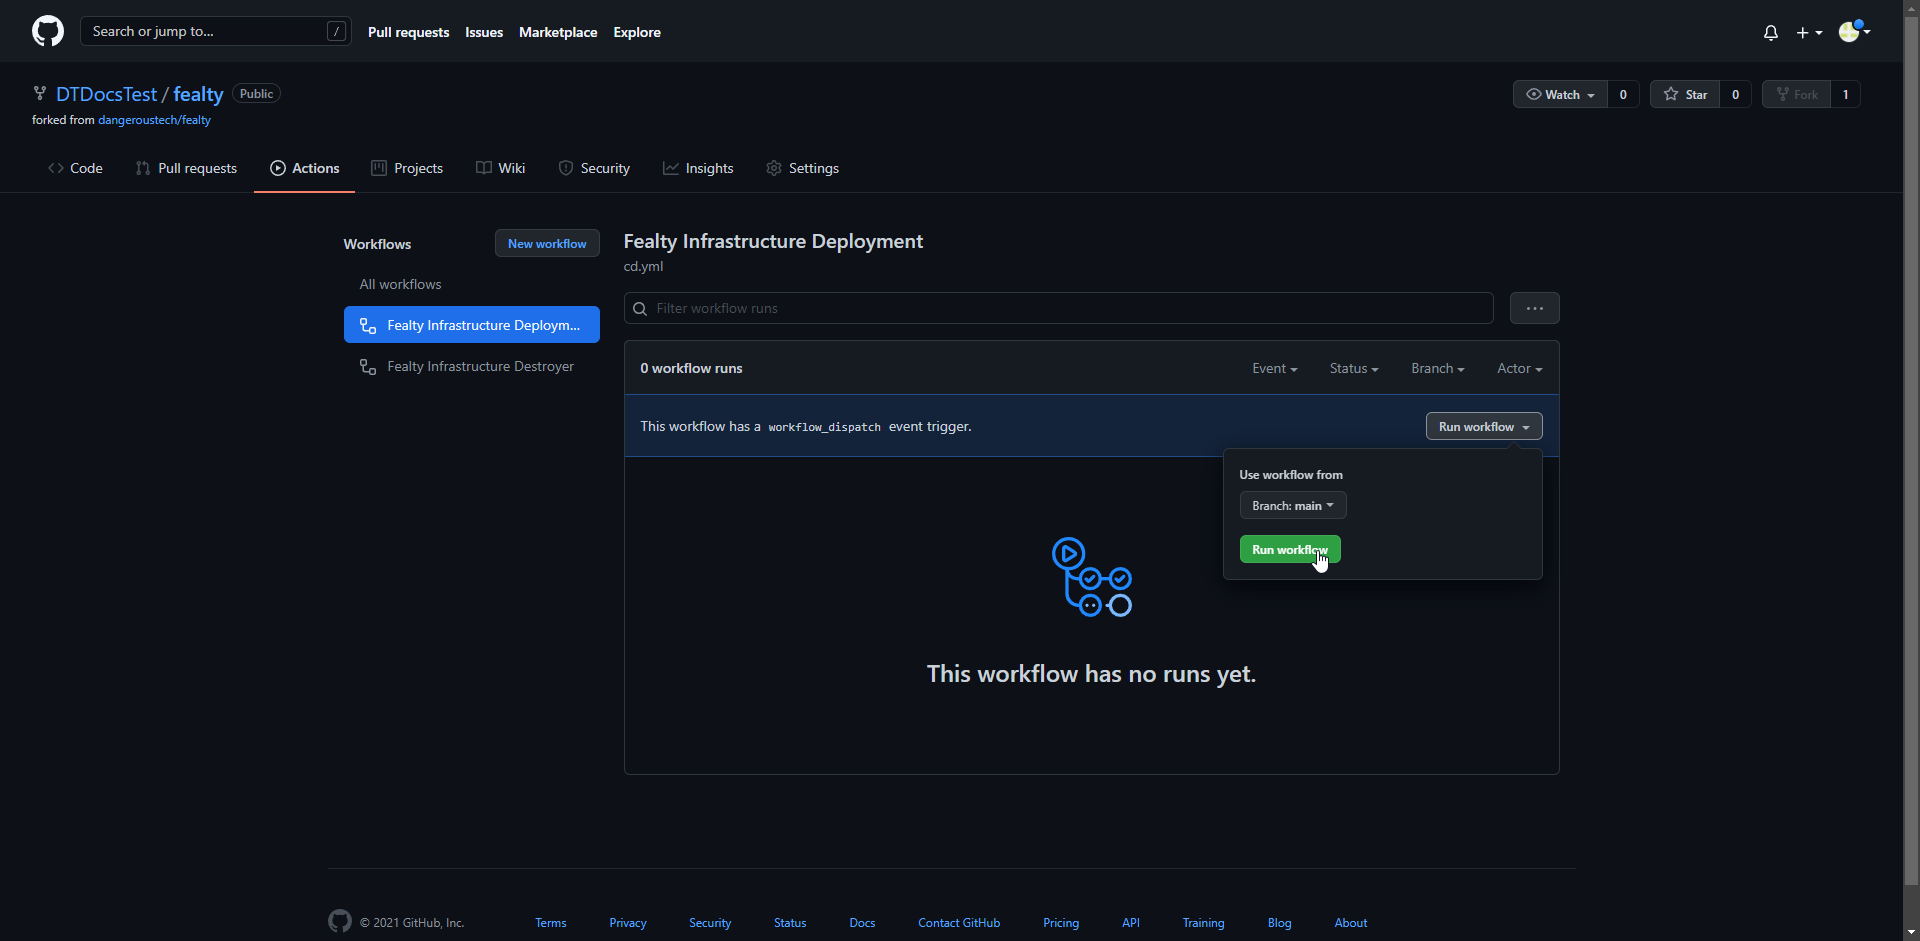 Search or jump to... /
Pull requests Issues Marketplace Explore
DTDocsTest / fealty Public
forked from dangeroustech/fealty
Watch 0 Star 0 Fork 1
Code Pull requests Actions Projects Wiki Security Insights Settings
Workflows New workflow
All workflows
Fealty Infrastructure Deploym...
Fealty Infrastructure Destroyer
Fealty Infrastructure Deployment
cd.yml
Filter workflow runs
0 workflow runs Event Status Branch Actor
This workflow has a workflow_dispatch event trigger. Run workflow
Use workflow from
Branch: main
Run workflow
This workflow has no runs yet.
© 2021 GitHub, Inc. Terms Privacy Security Status Docs Contact GitHub Pricing API Training Blog About